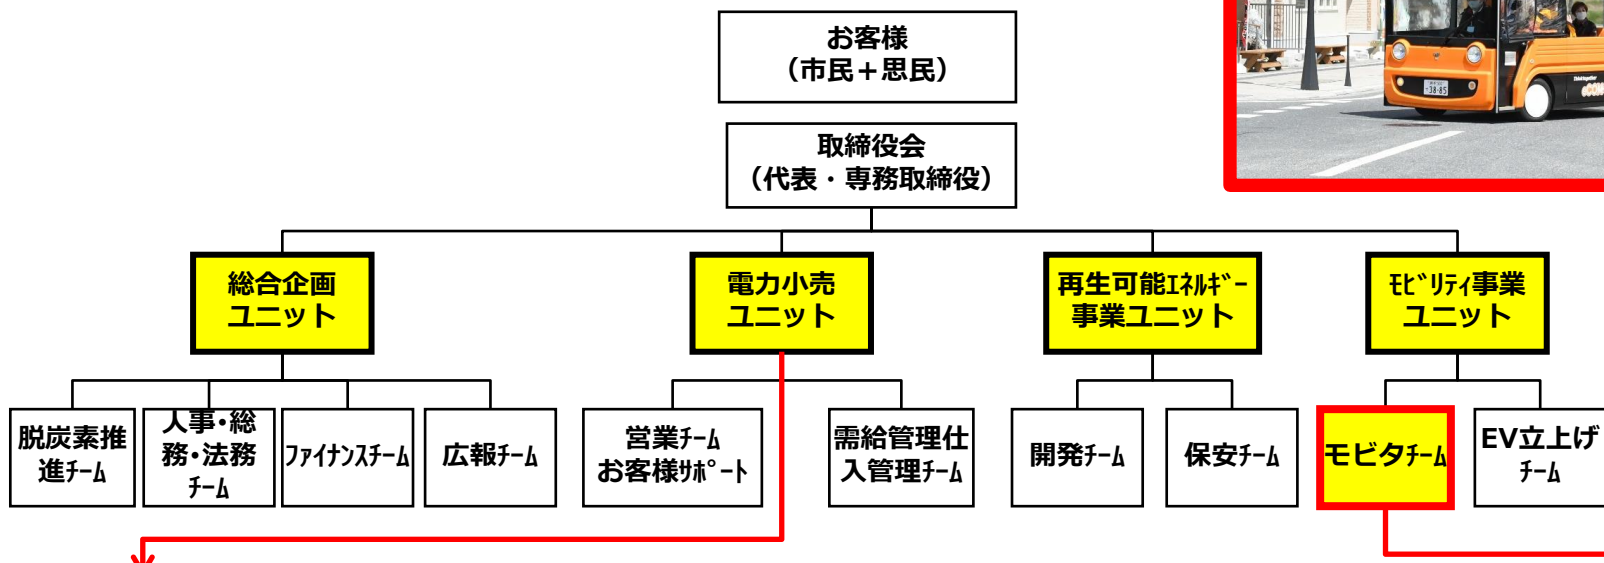 お客様
（市民＋思民）
取締役会
（代表・専務取締役）
総合企画
ユニット
電力小売
ユニット
再生可能ｴﾈﾙｷﾞｰ
事業ユニット
ﾓﾋﾞﾘﾃｨ事業
ユニット
脱炭素推
進ﾁｰﾑ
人事・総
務・法務
ﾁｰﾑ
ﾌｧｲﾅﾝｽﾁｰﾑ
広報ﾁｰﾑ
営業ﾁｰﾑ
お客様ｻﾎﾟｰﾄ
需給管理仕
入管理ﾁｰﾑ
開発ﾁｰﾑ
保安ﾁｰﾑ
モビタﾁｰﾑ
EV立上げ
ﾁｰﾑ
38-85